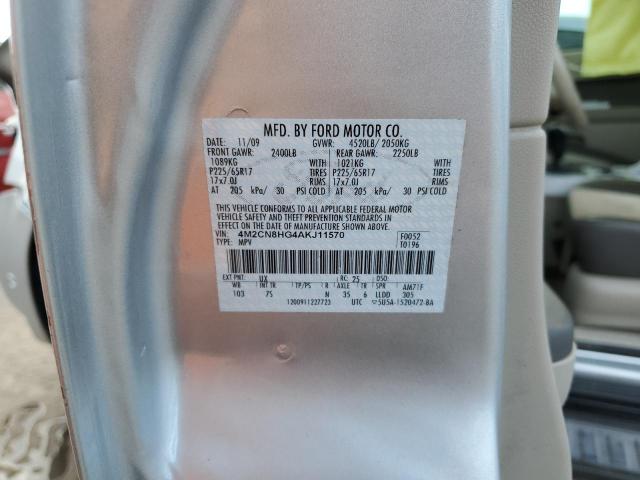 MFD. BY FORD MOTOR CO.
DATE: 11/09 GVWR: 4520LB/ 2050KG
FRONT GAWR: 2400LB REAR GAWR: 2250LB
1089KG WITH 1021KG WITH
P225/65R17 TIRES P225/65R17 TIRES
17x7.0J RIMS 17x7.0J RIMS
AT 205 kPa/ 30 PSI COLD AT 205 kPa/ 30 PSI COLD
THIS VEHICLE CONFORMS TO ALL APPLICABLE FEDERAL MOTOR
VEHICLE SAFETY AND THEFT PREVENTION STANDARDS IN EFFECT
ON THE DATE OF MANUFACTURE SHOWN ABOVE.
VIN: 4M2CN8HG4AKJ11570 F0052
TYPE: MPV T0196
EXT PNT: UX RC: 25 DSO:
WB INT TR TP/PS R AXLE TR SPR AM71F
103 75 N 35 6 LLDD 305
1200911227723 UTC 5U5A-1520472-BA